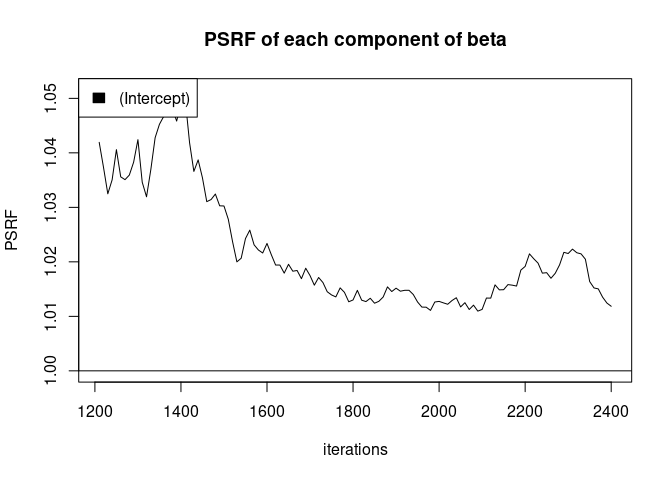 PSRF of each component of beta
(Intercept)
PSRF
1.05
1.04
1.03
1.02
1.01
1.00
1200 1400 1600 1800 2000 2200 2400
iterations